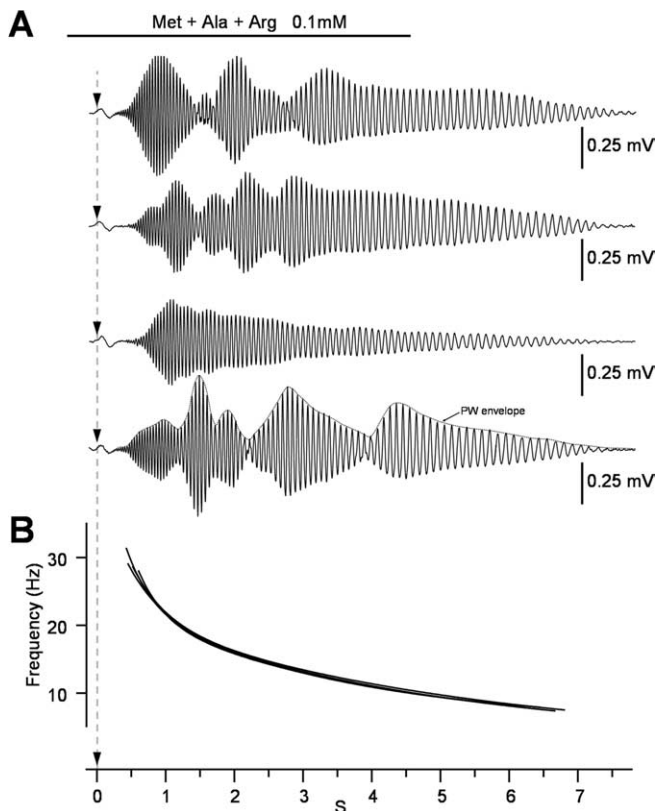 A
Met + Ala + Arg 0.1mM
0.25 mV
0.25 mV
0.25 mV
PW envelope
0.25 mV
B
Frequency (Hz)
30
20
10
0 1 2 3 4 5 6 7
S